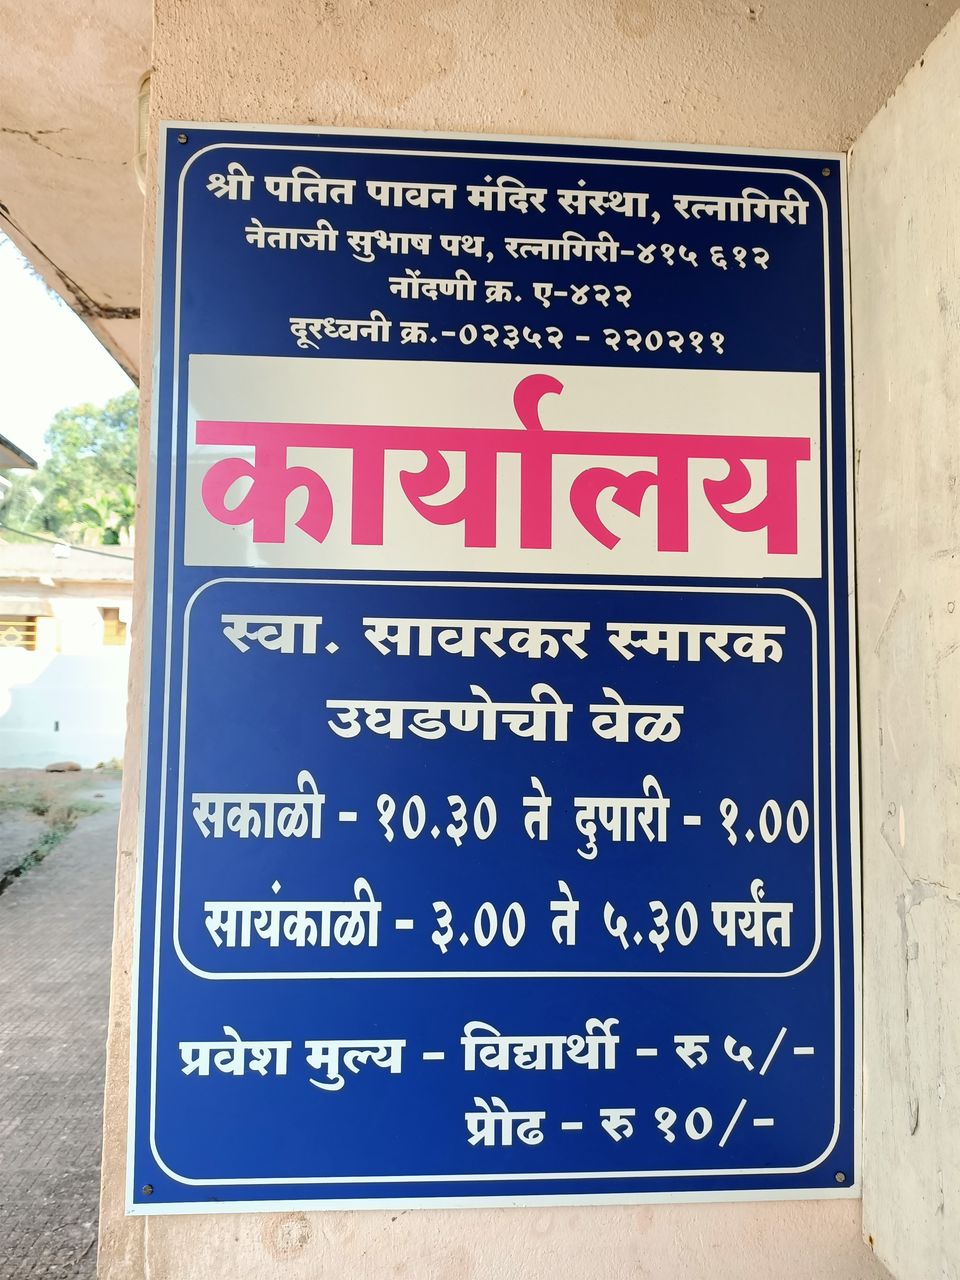 श्री पतित पावन मंदिर संस्था, रत्नागिरी
नेताजी सुभाष पथ, रत्नागिरी-४१५ ६१२
नोंदणी क्र. ए-४२२
दूरध्वनी क्र.-०२३५२ - २२०२११
कार्यालय
स्वा. सावरकर स्मारक
उघडणेची वेळ
सकाळी - १०.३० ते दुपारी - १.००
सायंकाळी - ३.०० ते ५.३० पर्यंत
प्रवेश मुल्य - विद्यार्थी - रु ५/-
प्रौेढ - रु १०/-